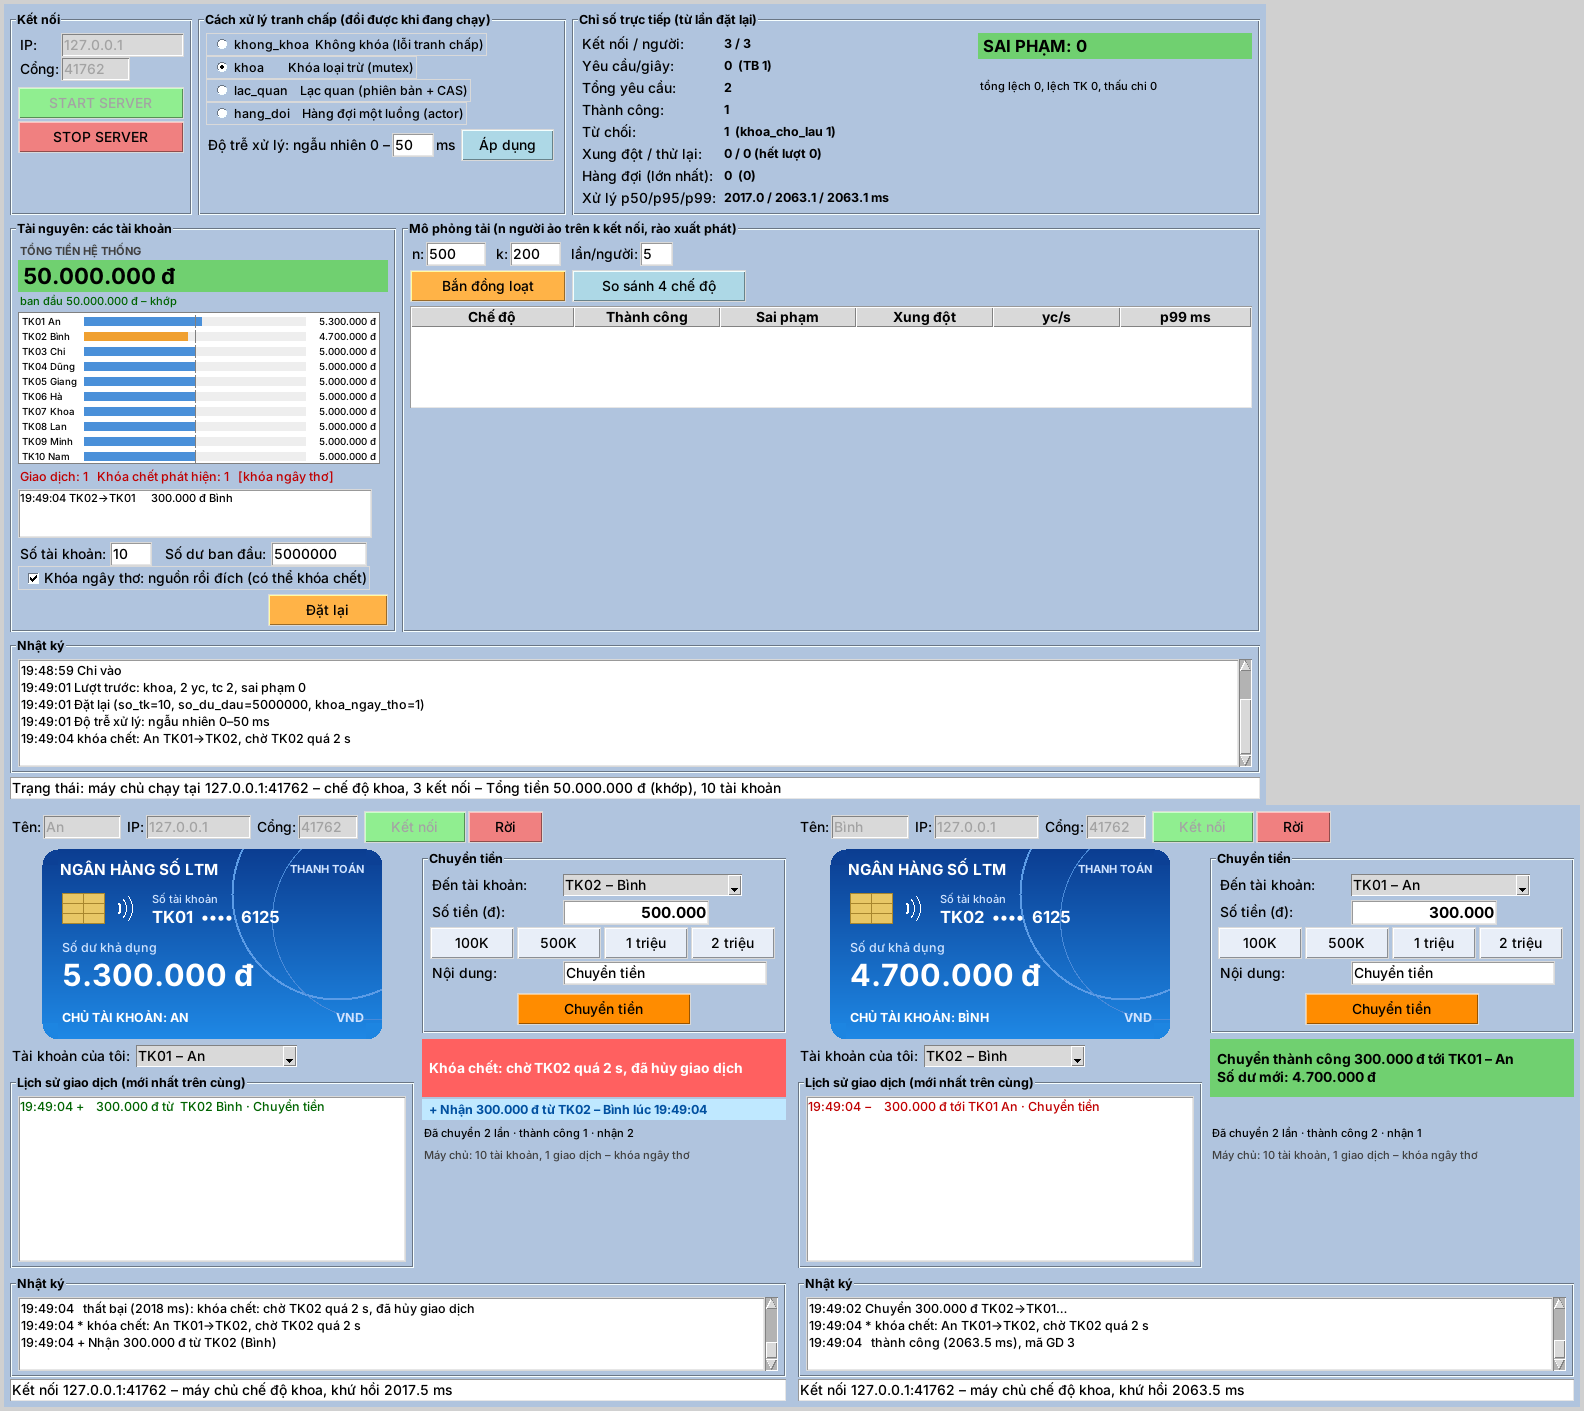 Kết nối
IP: 127.0.0.1
Cổng: 41762
START SERVER
STOP SERVER
Cách xử lý tranh chấp (đổi được khi đang chạy)
khong_khoa Không khóa (lỗi tranh chấp)
khoa Khóa loại trừ (mutex)
lac_quan Lạc quan (phiên bản + CAS)
hang_doi Hàng đợi một luồng (actor)
Độ trễ xử lý: ngẫu nhiên 0 – 50 ms Áp dụng
Chỉ số trực tiếp (từ lần đặt lại)
Kết nối / người: 3 / 3
Yêu cầu/giây: 0 (TB 1)
Tổng yêu cầu: 2
Thành công: 1
Từ chối: 1 (khoa_cho_lau 1)
Xung đột / thử lại: 0 / 0 (hết lượt 0)
Hàng đợi (lớn nhất): 0 (0)
Xử lý p50/p95/p99: 2017.0 / 2063.1 / 2063.1 ms
SAI PHẠM: 0
tổng lệch 0, lệch TK 0, thấu chi 0
Tài nguyên: các tài khoản
TỔNG TIỀN HỆ THỐNG
50.000.000 đ
ban đầu 50.000.000 đ – khớp
TK01 An 5.300.000 đ
TK02 Bình 4.700.000 đ
TK03 Chi 5.000.000 đ
TK04 Dũng 5.000.000 đ
TK05 Giang 5.000.000 đ
TK06 Hà 5.000.000 đ
TK07 Khoa 5.000.000 đ
TK08 Lan 5.000.000 đ
TK09 Minh 5.000.000 đ
TK10 Nam 5.000.000 đ
Giao dịch: 1 Khóa chết phát hiện: 1 [khóa ngây thơ]
19:49:04 TK02→TK01 300.000 đ Bình
Số tài khoản: 10 Số dư ban đầu: 5000000
Khóa ngây thơ: nguồn rồi đích (có thể khóa chết)
Đặt lại
Mô phỏng tải (n người ảo trên k kết nối, rào xuất phát)
n: 500 k: 200 lần/người: 5
Bắn đồng loạt So sánh 4 chế độ
Chế độ Thành công Sai phạm Xung đột yc/s p99 ms
Nhật ký
19:48:59 Chi vào
19:49:01 Lượt trước: khoa, 2 yc, tc 2, sai phạm 0
19:49:01 Đặt lại (so_tk=10, so_du_dau=5000000, khoa_ngay_tho=1)
19:49:01 Độ trễ xử lý: ngẫu nhiên 0–50 ms
19:49:04 khóa chết: An TK01→TK02, chờ TK02 quá 2 s
Trạng thái: máy chủ chạy tại 127.0.0.1:41762 – chế độ khoa, 3 kết nối – Tổng tiền 50.000.000 đ (khớp), 10 tài khoản
Tên: An IP: 127.0.0.1 Cổng: 41762 Kết nối Rời
NGÂN HÀNG SỐ LTM THANH TOÁN
Số tài khoản
TK01 •••• 6125
Số dư khả dụng
5.300.000 đ
CHỦ TÀI KHOẢN: AN VND
Tài khoản của tôi: TK01 – An
Chuyển tiền
Đến tài khoản: TK02 – Bình
Số tiền (đ): 500.000
100K 500K 1 triệu 2 triệu
Nội dung: Chuyển tiền
Chuyển tiền
Khóa chết: chờ TK02 quá 2 s, đã hủy giao dịch
+ Nhận 300.000 đ từ TK02 – Bình lúc 19:49:04
Đã chuyển 2 lần · thành công 1 · nhận 2
Máy chủ: 10 tài khoản, 1 giao dịch – khóa ngây thơ
Lịch sử giao dịch (mới nhất trên cùng)
19:49:04 + 300.000 đ từ TK02 Bình · Chuyển tiền
Nhật ký
19:49:04 thất bại (2018 ms): khóa chết: chờ TK02 quá 2 s, đã hủy giao dịch
19:49:04 * khóa chết: An TK01→TK02, chờ TK02 quá 2 s
19:49:04 + Nhận 300.000 đ từ TK02 (Bình)
Kết nối 127.0.0.1:41762 – máy chủ chế độ khoa, khứ hồi 2017.5 ms
Tên: Bình IP: 127.0.0.1 Cổng: 41762 Kết nối Rời
NGÂN HÀNG SỐ LTM THANH TOÁN
Số tài khoản
TK02 •••• 6125
Số dư khả dụng
4.700.000 đ
CHỦ TÀI KHOẢN: BÌNH VND
Tài khoản của tôi: TK02 – Bình
Chuyển tiền
Đến tài khoản: TK01 – An
Số tiền (đ): 300.000
100K 500K 1 triệu 2 triệu
Nội dung: Chuyển tiền
Chuyển tiền
Chuyển thành công 300.000 đ tới TK01 – An
Số dư mới: 4.700.000 đ
Đã chuyển 2 lần · thành công 2 · nhận 1
Máy chủ: 10 tài khoản, 1 giao dịch – khóa ngây thơ
Lịch sử giao dịch (mới nhất trên cùng)
19:49:04 – 300.000 đ tới TK01 An · Chuyển tiền
Nhật ký
19:49:02 Chuyển 300.000 đ TK02→TK01...
19:49:04 * khóa chết: An TK01→TK02, chờ TK02 quá 2 s
19:49:04 thành công (2063.5 ms), mã GD 3
Kết nối 127.0.0.1:41762 – máy chủ chế độ khoa, khứ hồi 2063.5 ms